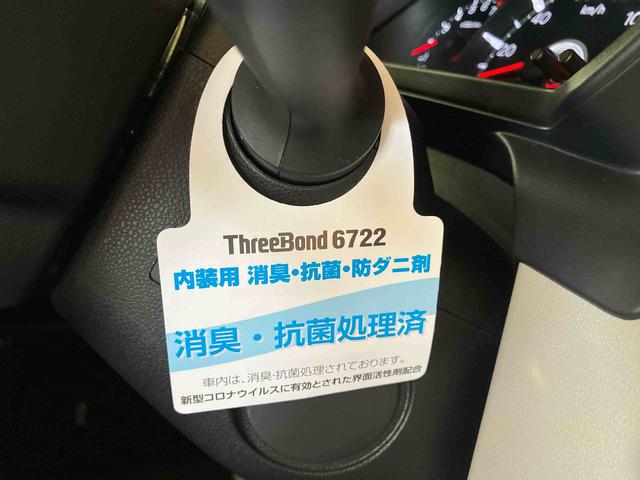 ThreeBond 6722
内装用 消臭・抗菌・防ダニ剤
消臭・抗菌処理済
車内は、消臭・抗菌処理されております。
新型コロナウイルスに有効とされた界面活性剤配合
20
40
km/h